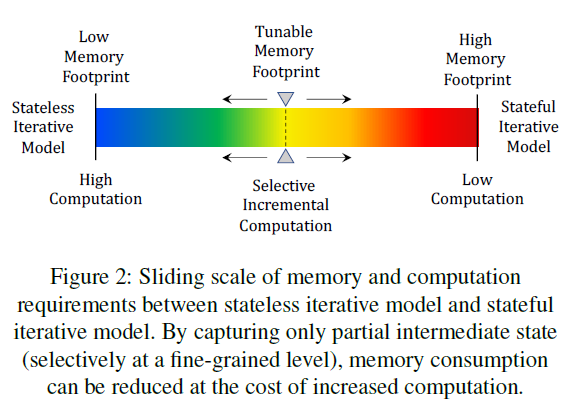 Low
Memory
Footprint
Tunable
Memory
Footprint
High
Memory
Footprint
Stateless
Iterative
Model
Stateful
Iterative
Model
High
Computation
Selective
Incremental
Computation
Low
Computation
Figure 2: Sliding scale of memory and computation
requirements between stateless iterative model and stateful
iterative model. By capturing only partial intermediate state
(selectively at a fine-grained level), memory consumption
can be reduced at the cost of increased computation.